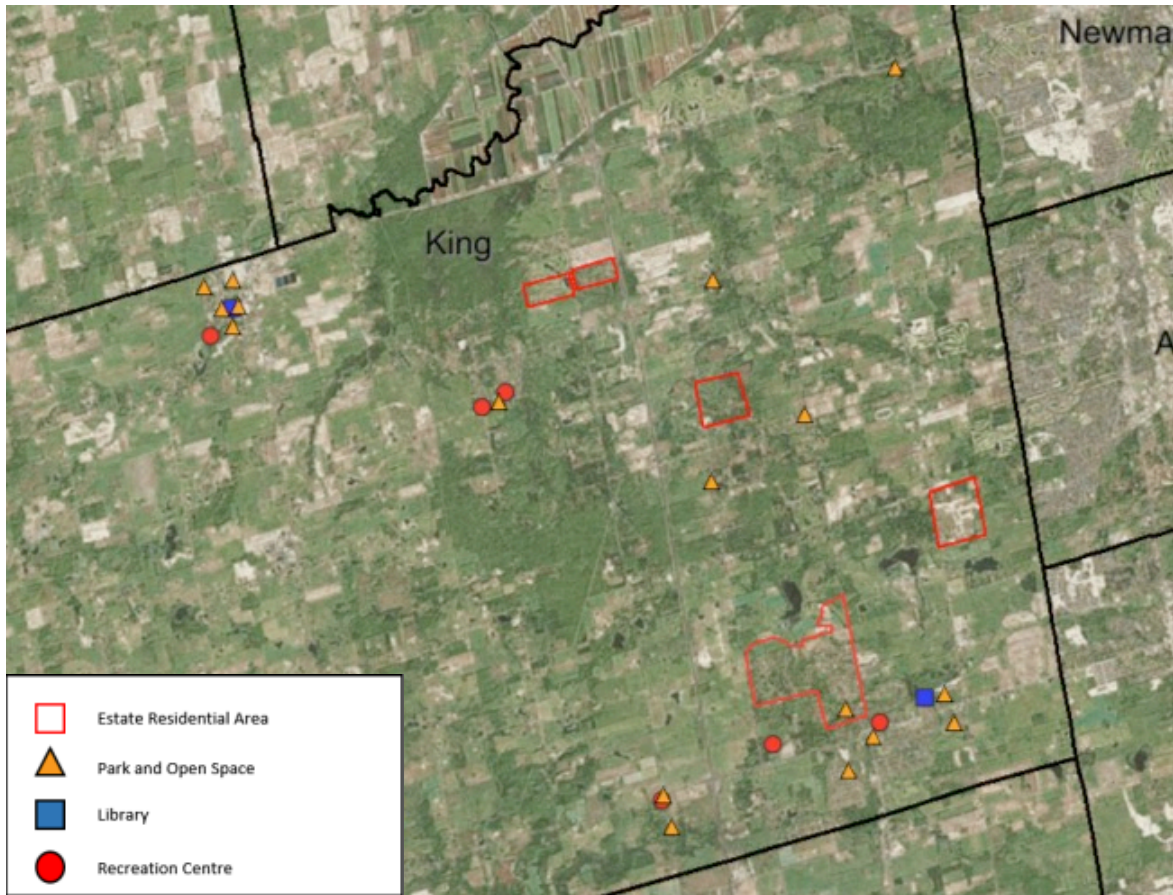 Newma
King
A
Estate Residential Area
Park and Open Space
Library
Recreation Centre